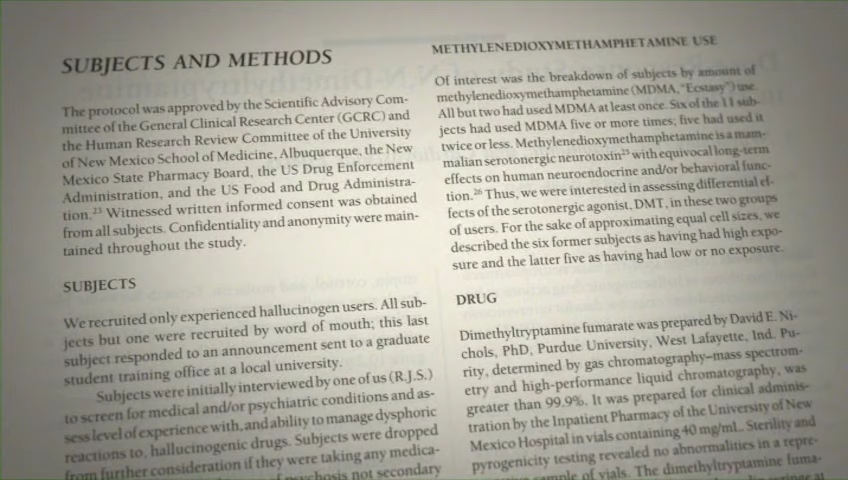 SUBJECTS AND METHODS
The protocol was approved by the Scientific Advisory Com-
mittee of the General Clinical Research Center (GCRC) and
the Human Research Review Committee of the University
of New Mexico School of Medicine, Albuquerque, the New
Mexico State Pharmacy Board, the US Drug Enforcement
Administration, and the US Food and Drug Administra-
tion.23 Witnessed written informed consent was obtained
from all subjects. Confidentiality and anonymity were main-
tained throughout the study.
SUBJECTS
We recruited only experienced hallucinogen users. All sub-
jects but one were recruited by word of mouth; this last
subject responded to an announcement sent to a graduate
student training office at a local university.
Subjects were initially interviewed by one of us (R.J.S.)
to screen for medical and/or psychiatric conditions and as-
sess level of experience with, and ability to manage dysphoric
reactions to, hallucinogenic drugs. Subjects were dropped
from further consideration if they were taking any medica-
of psychosis not secondary
METHYLENEDIOXYMETHAMPHETAMINE USE
Of interest was the breakdown of subjects by amount of
methylenedioxymethamphetamine (MDMA, "Ecstasy") use.
All but two had used MDMA at least once. Six of the 11 sub-
jects had used MDMA five or more times; five had used it
twice or less. Methylenedioxymethamphetamine is a mam-
malian serotonergic neurotoxin25 with equivocal long-term
effects on human neuroendocrine and/or behavioral func-
tion.26 Thus, we were interested in assessing differential ef-
fects of the serotonergic agonist, DMT, in these two groups
of users. For the sake of approximating equal cell sizes, we
described the six former subjects as having had high expo-
sure and the latter five as having had low or no exposure.
DRUG
Dimethyltryptamine fumarate was prepared by David E. Ni-
chols, PhD, Purdue University, West Lafayette, Ind. Pu-
rity, determined by gas chromatography–mass spectrom-
etry and high-performance liquid chromatography, was
greater than 99.9%. It was prepared for clinical adminis-
tration by the Inpatient Pharmacy of the University of New
Mexico Hospital in vials containing 40 mg/mL. Sterility and
pyrogenicity testing revealed no abnormalities in a repre-
sample of vials. The dimethyltryptamine fuma-